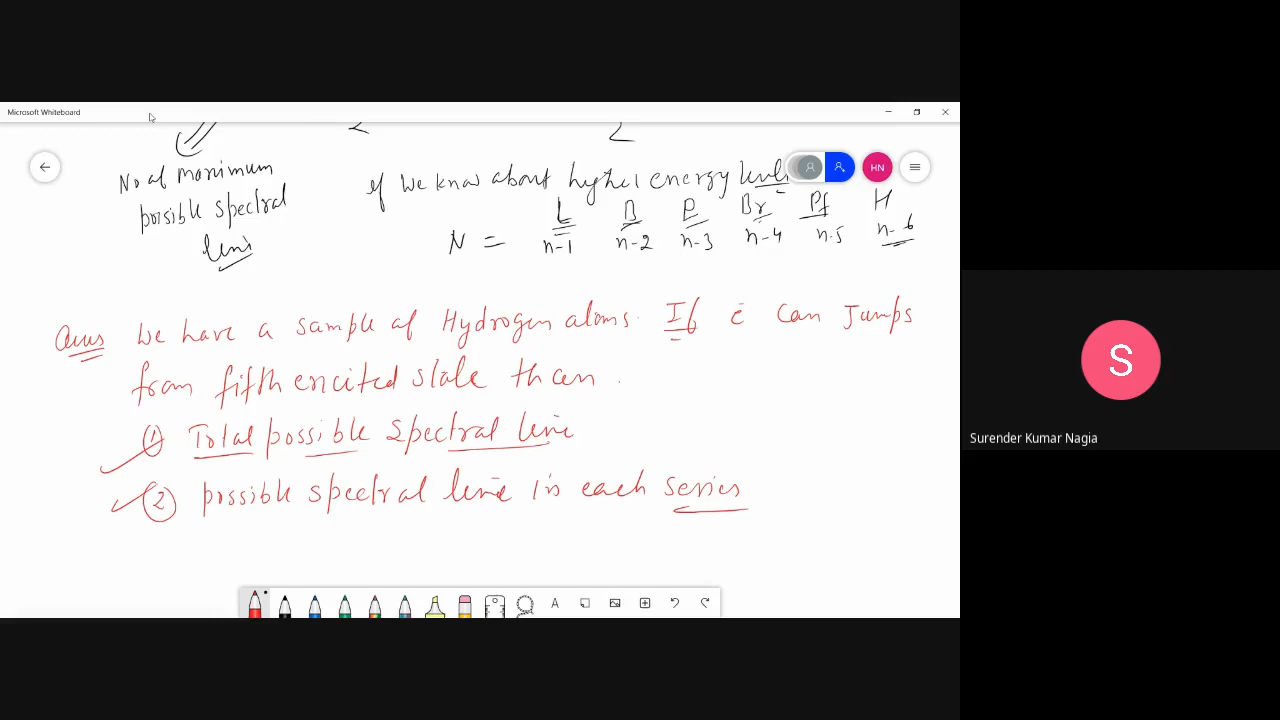 Microsoft Whiteboard
No of maximum
possible spectral
line
if we know about higher energy level
HN
L B P Br Pf H
N = n-1 n-2 n-3 n-4 n-5 n-6
Ques We have a sample of Hydrogen atoms. If e can Jumps
from fifth excited state than
① Total possible spectral line
② possible spectral line in each series
A
S
Surender Kumar Nagia